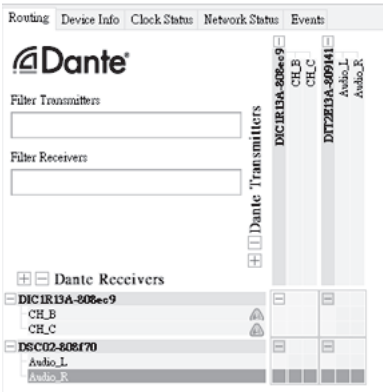 Routing Device Info Clock Status Network Status Events
Dante
Filter Transmitters
Filter Receivers
Dante Transmitters
DIC1R13A-808ec9
CH_B
CH_C
DIT2E13A-809141
Audio_L
Audio_R
Dante Receivers
DIC1R13A-808ec9
CH_B
CH_C
DSC02-808f70
Audio_L
Audio_R